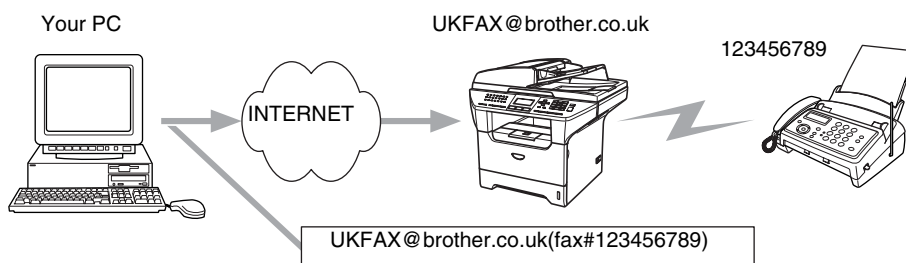 Your PC
UKFAX@brother.co.uk
123456789
INTERNET
UKFAX@brother.co.uk(fax#123456789)